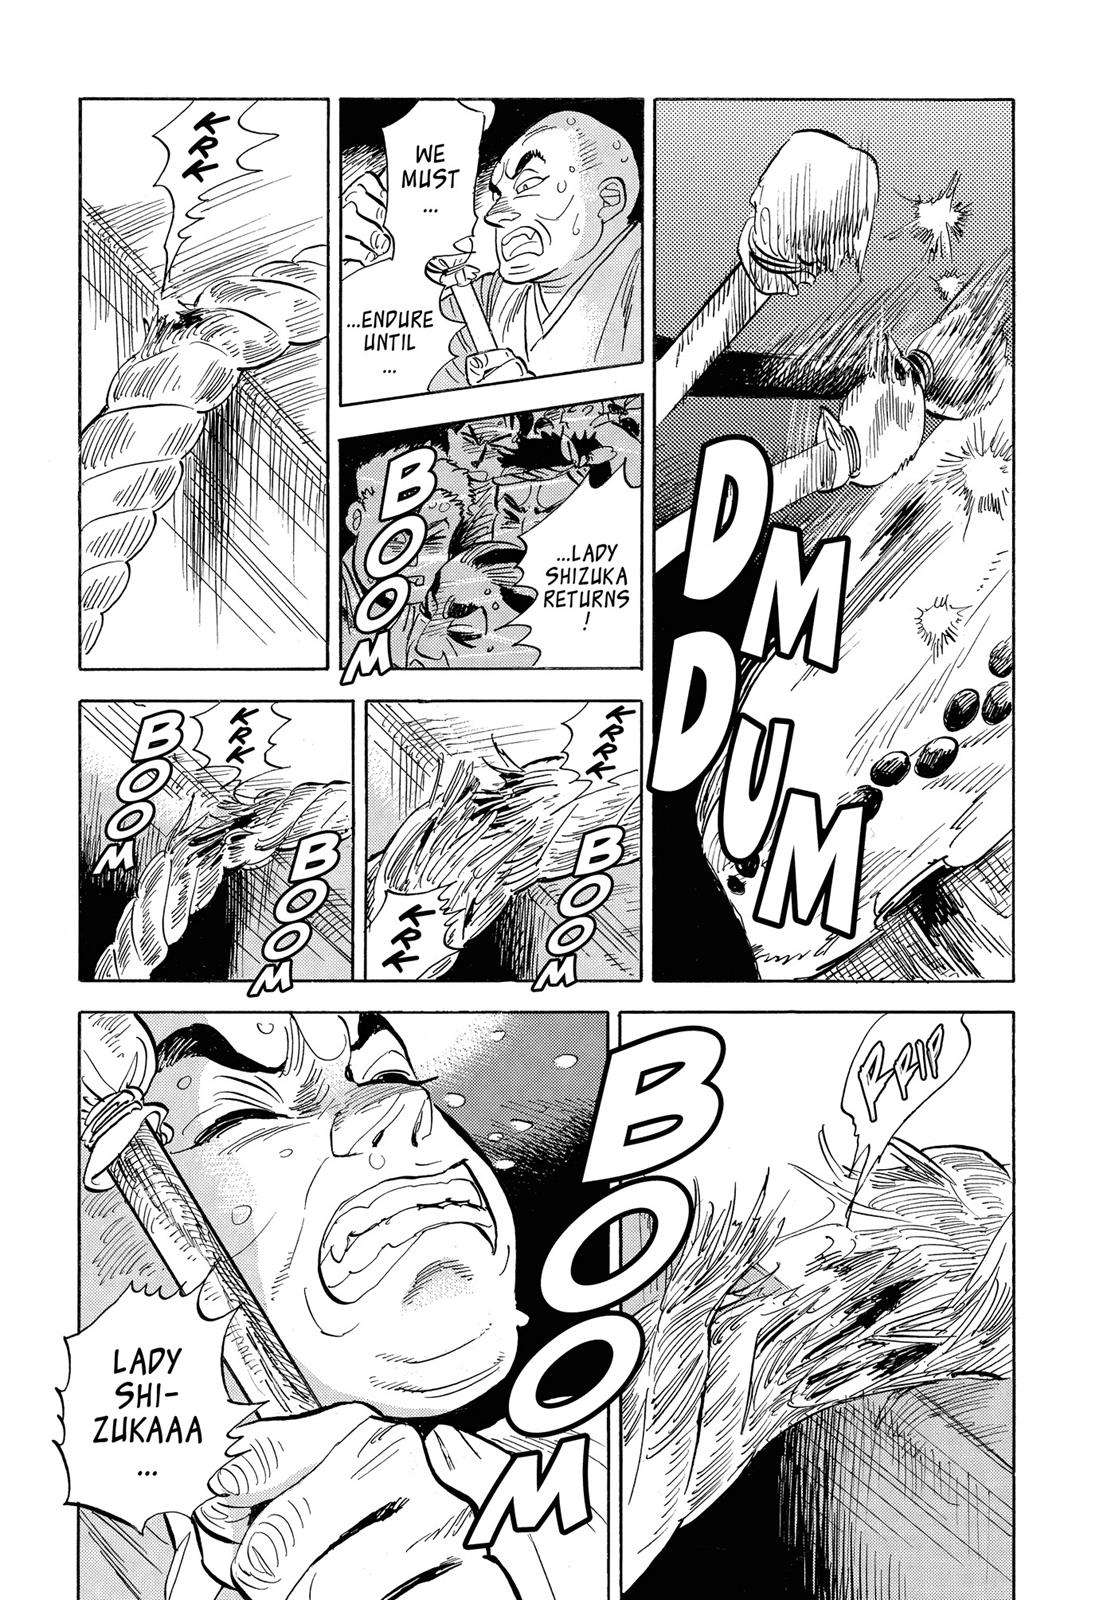 DM
DUM
WE
MUST
...
...ENDURE
UNTIL
...
...LADY
SHIZUKA
RETURNS
!
BOOM
KRK
KRRK
BOOM
KRK
KRK
BOOM
BOOM
RRIP
BOOM
LADY
SHI-
ZUKAAA
...